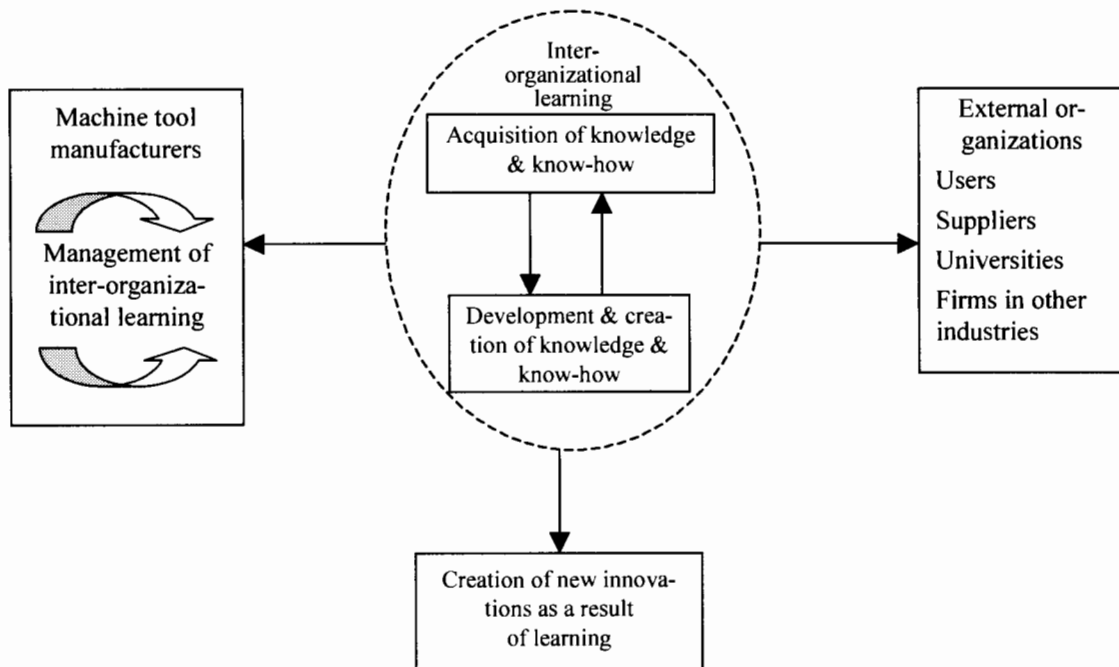 Machine tool
manufacturers
Management of
inter-organiza-
tional learning
Inter-
organizational
learning
Acquisition of knowledge
& know-how
Development & crea-
tion of knowledge &
know-how
External or-
ganizations
Users
Suppliers
Universities
Firms in other
industries
Creation of new innova-
tions as a result
of learning